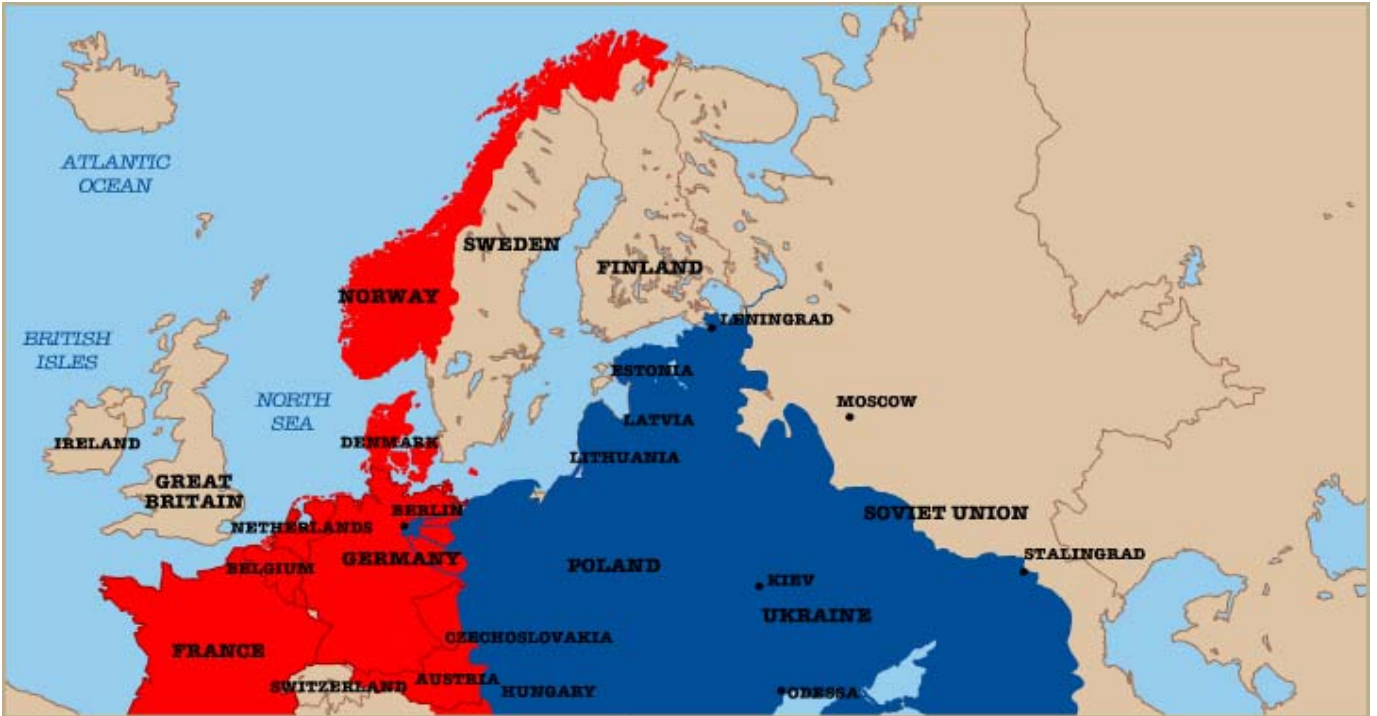 ATLANTIC
OCEAN
SWEDEN
FINLAND
NORWAY
LENINGRAD
BRITISH
ISLES
ESTONIA
NORTH
SEA
MOSCOW
LATVIA
IRELAND
DENMARK
LITHUANIA
GREAT
BRITAIN
BERLIN
SOVIET UNION
NETHERLANDS
STALINGRAD
GERMANY
BELGIUM
POLAND
KIEV
UKRAINE
CZECHOSLOVAKIA
FRANCE
AUSTRIA
SWITZERLAND
HUNGARY
ODESSA